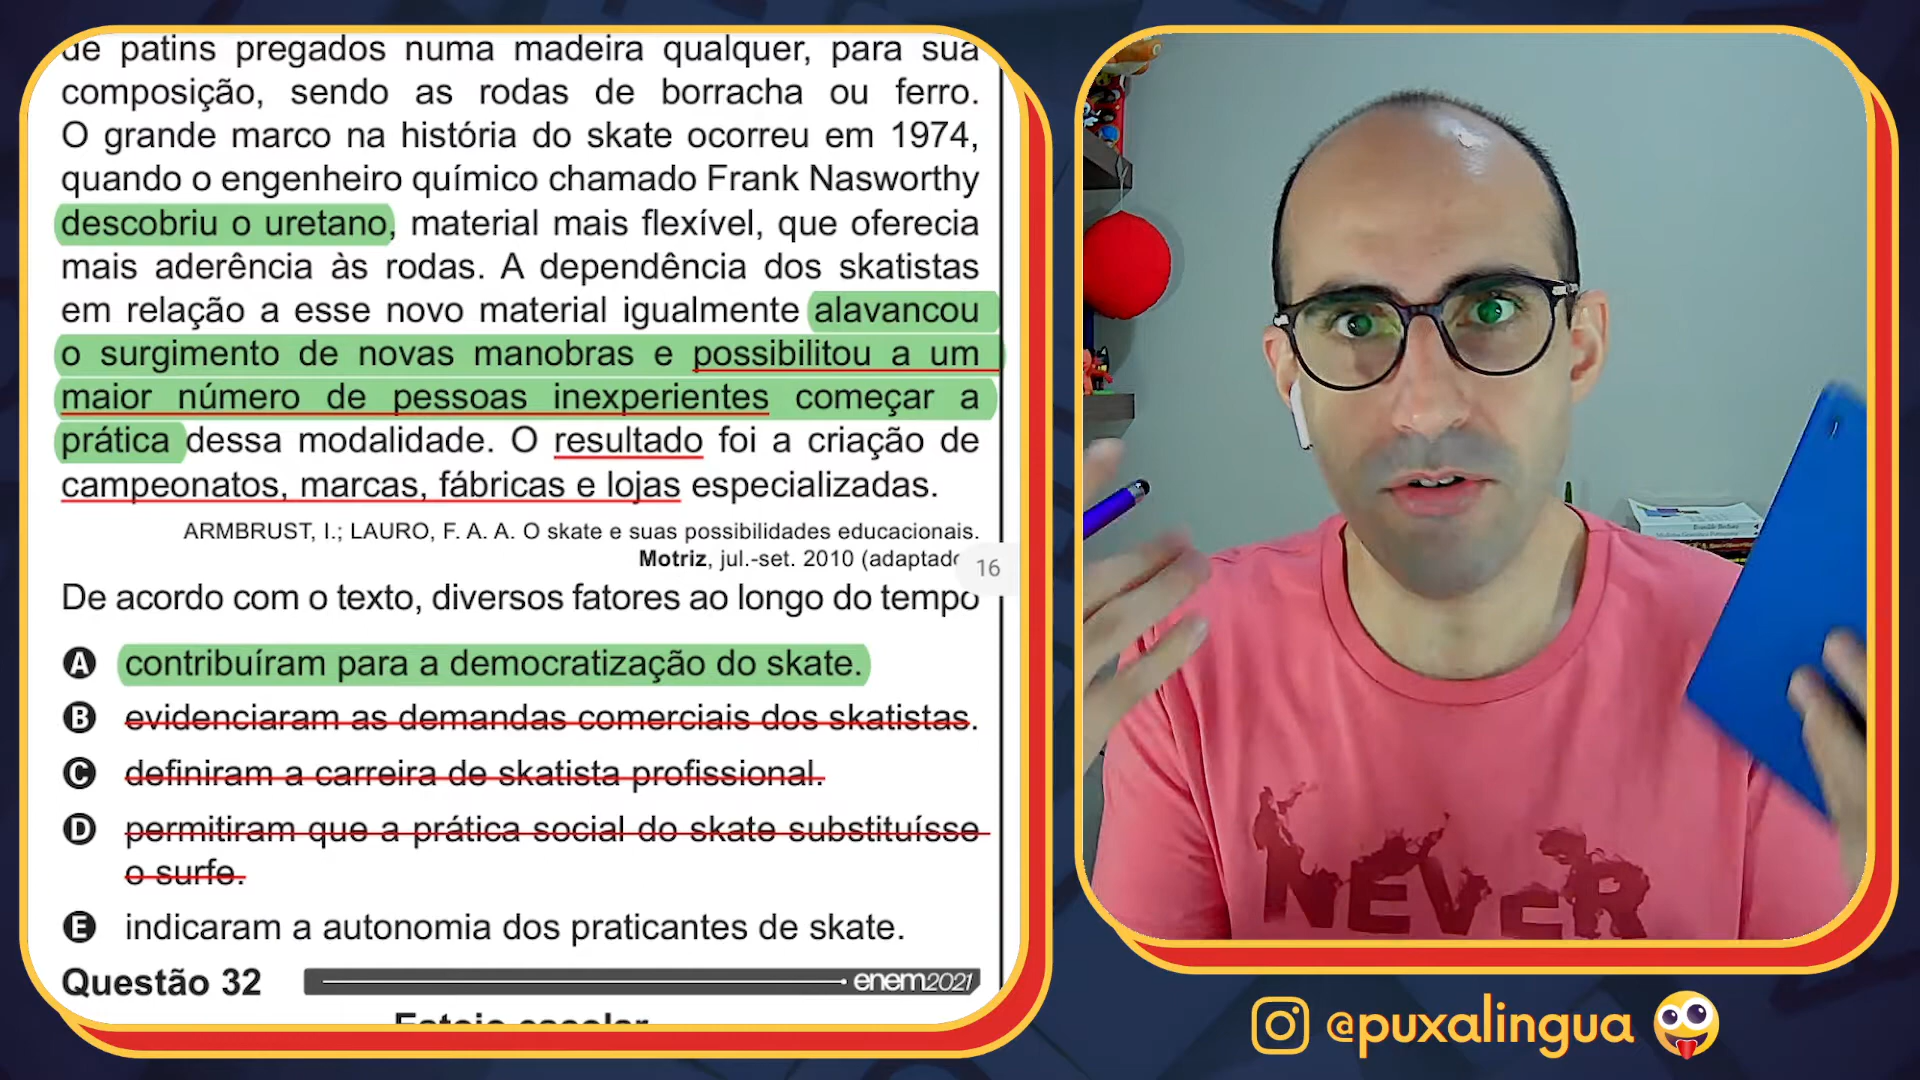 de patins pregados numa madeira qualquer, para sua
composição, sendo as rodas de borracha ou ferro.
O grande marco na história do skate ocorreu em 1974,
quando o engenheiro químico chamado Frank Nasworthy
descobriu o uretano, material mais flexível, que oferecia
mais aderência às rodas. A dependência dos skatistas
em relação a esse novo material igualmente alavancou
o surgimento de novas manobras e possibilitou a um
maior número de pessoas inexperientes começar a
prática dessa modalidade. O resultado foi a criação de
campeonatos, marcas, fábricas e lojas especializadas.
ARMBRUST, I.; LAURO, F. A. A. O skate e suas possibilidades educacionais.
Motriz, jul.-set. 2010 (adaptado
16
De acordo com o texto, diversos fatores ao longo do tempo
A contribuíram para a democratização do skate.
B evidenciaram as demandas comerciais dos skatistas.
C definiram a carreira de skatista profissional.
D permitiram que a prática social do skate substituísse
o surfe.
E indicaram a autonomia dos praticantes de skate.
Questão 32 enem2021
NEVER
@puxalingua